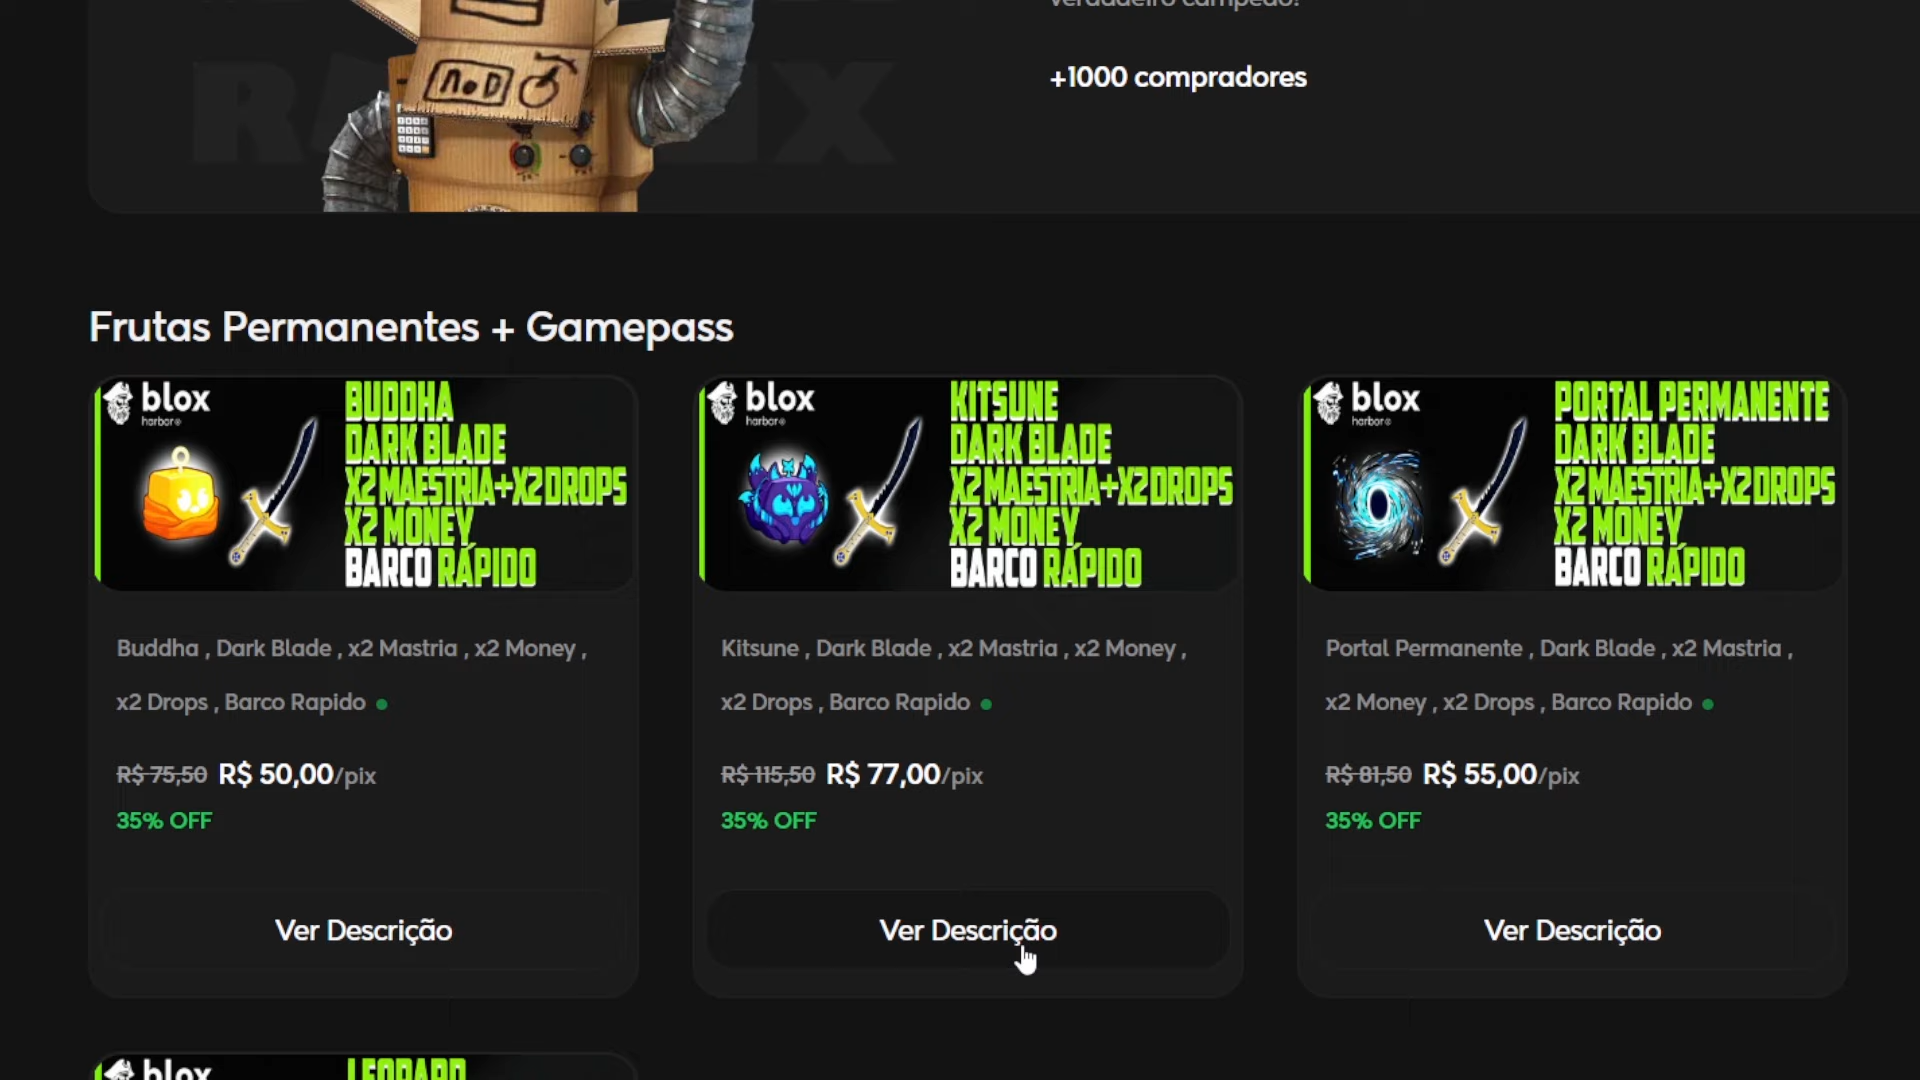 verdadeiro campeão!
+1000 compradores
Frutas Permanentes + Gamepass
blox
harbor
BUDDHA
DARK BLADE
X2 MAESTRIA+X2 DROPS
X2 MONEY
BARCO RÁPIDO
Buddha , Dark Blade , x2 Mastria , x2 Money ,
x2 Drops , Barco Rapido
R$ 75,50 R$ 50,00/pix
35% OFF
Ver Descrição
blox
harbor
KITSUNE
DARK BLADE
X2 MAESTRIA+X2 DROPS
X2 MONEY
BARCO RÁPIDO
Kitsune , Dark Blade , x2 Mastria , x2 Money ,
x2 Drops , Barco Rapido
R$ 115,50 R$ 77,00/pix
35% OFF
Ver Descrição
blox
harbor
PORTAL PERMANENTE
DARK BLADE
X2 MAESTRIA+X2 DROPS
X2 MONEY
BARCO RÁPIDO
Portal Permanente , Dark Blade , x2 Mastria ,
x2 Money , x2 Drops , Barco Rapido
R$ 81,50 R$ 55,00/pix
35% OFF
Ver Descrição
blox
LEOPARD